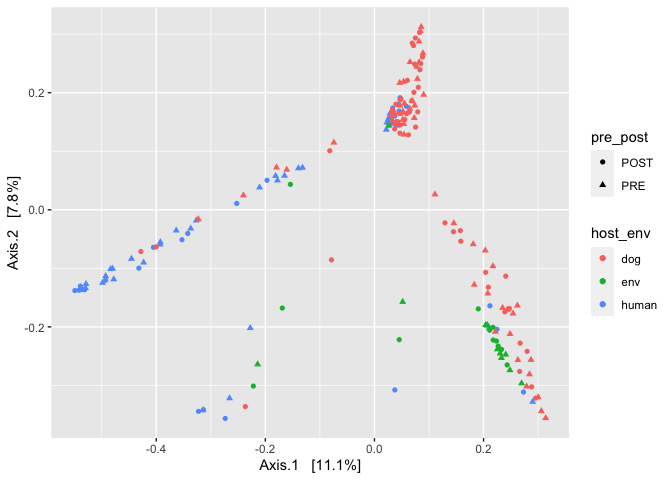 0.2
0.0
-0.2
-0.4
-0.2
0.0
0.2
Axis.1 [11.1%]
Axis.2 [7.8%]
pre_post
POST
PRE
host_env
dog
env
human